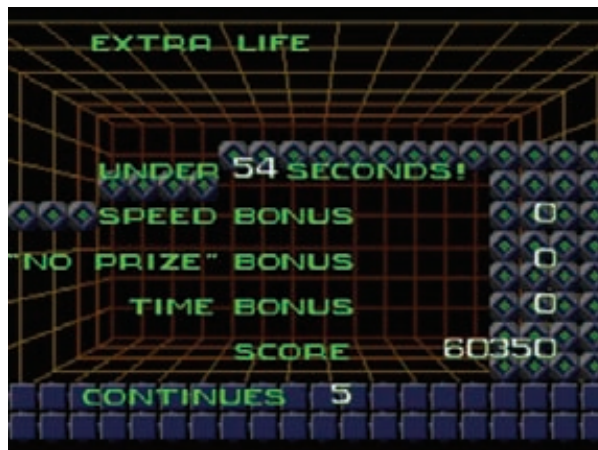 EXTRA LIFE
UNDER 54 SECONDS!
SPEED BONUS 0
"NO PRIZE" BONUS 0
TIME BONUS 0
SCORE 60350
CONTINUES 5